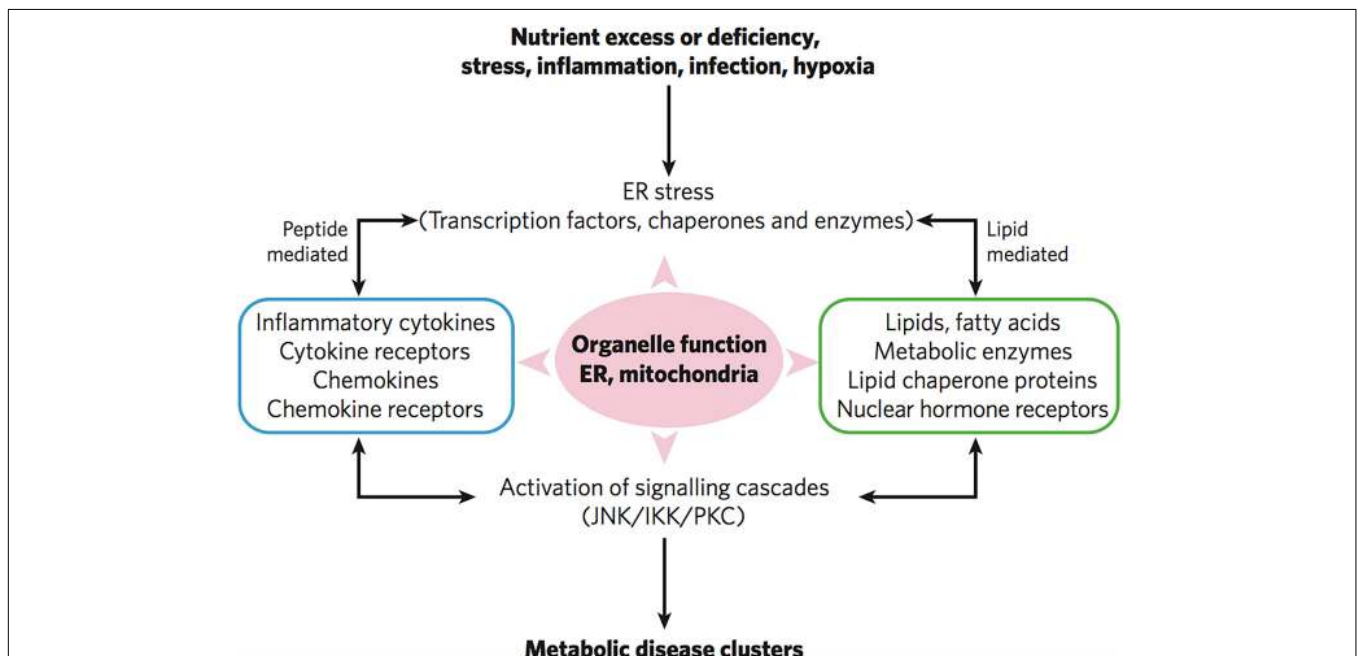 Nutrient excess or deficiency,
stress, inflammation, infection, hypoxia
ER stress
(Transcription factors, chaperones and enzymes)
Peptide
mediated
Lipid
mediated
Inflammatory cytokines
Cytokine receptors
Chemokines
Chemokine receptors
Organelle function
ER, mitochondria
Lipids, fatty acids
Metabolic enzymes
Lipid chaperone proteins
Nuclear hormone receptors
Activation of signalling cascades
(JNK/IKK/PKC)
Metabolic disease clusters